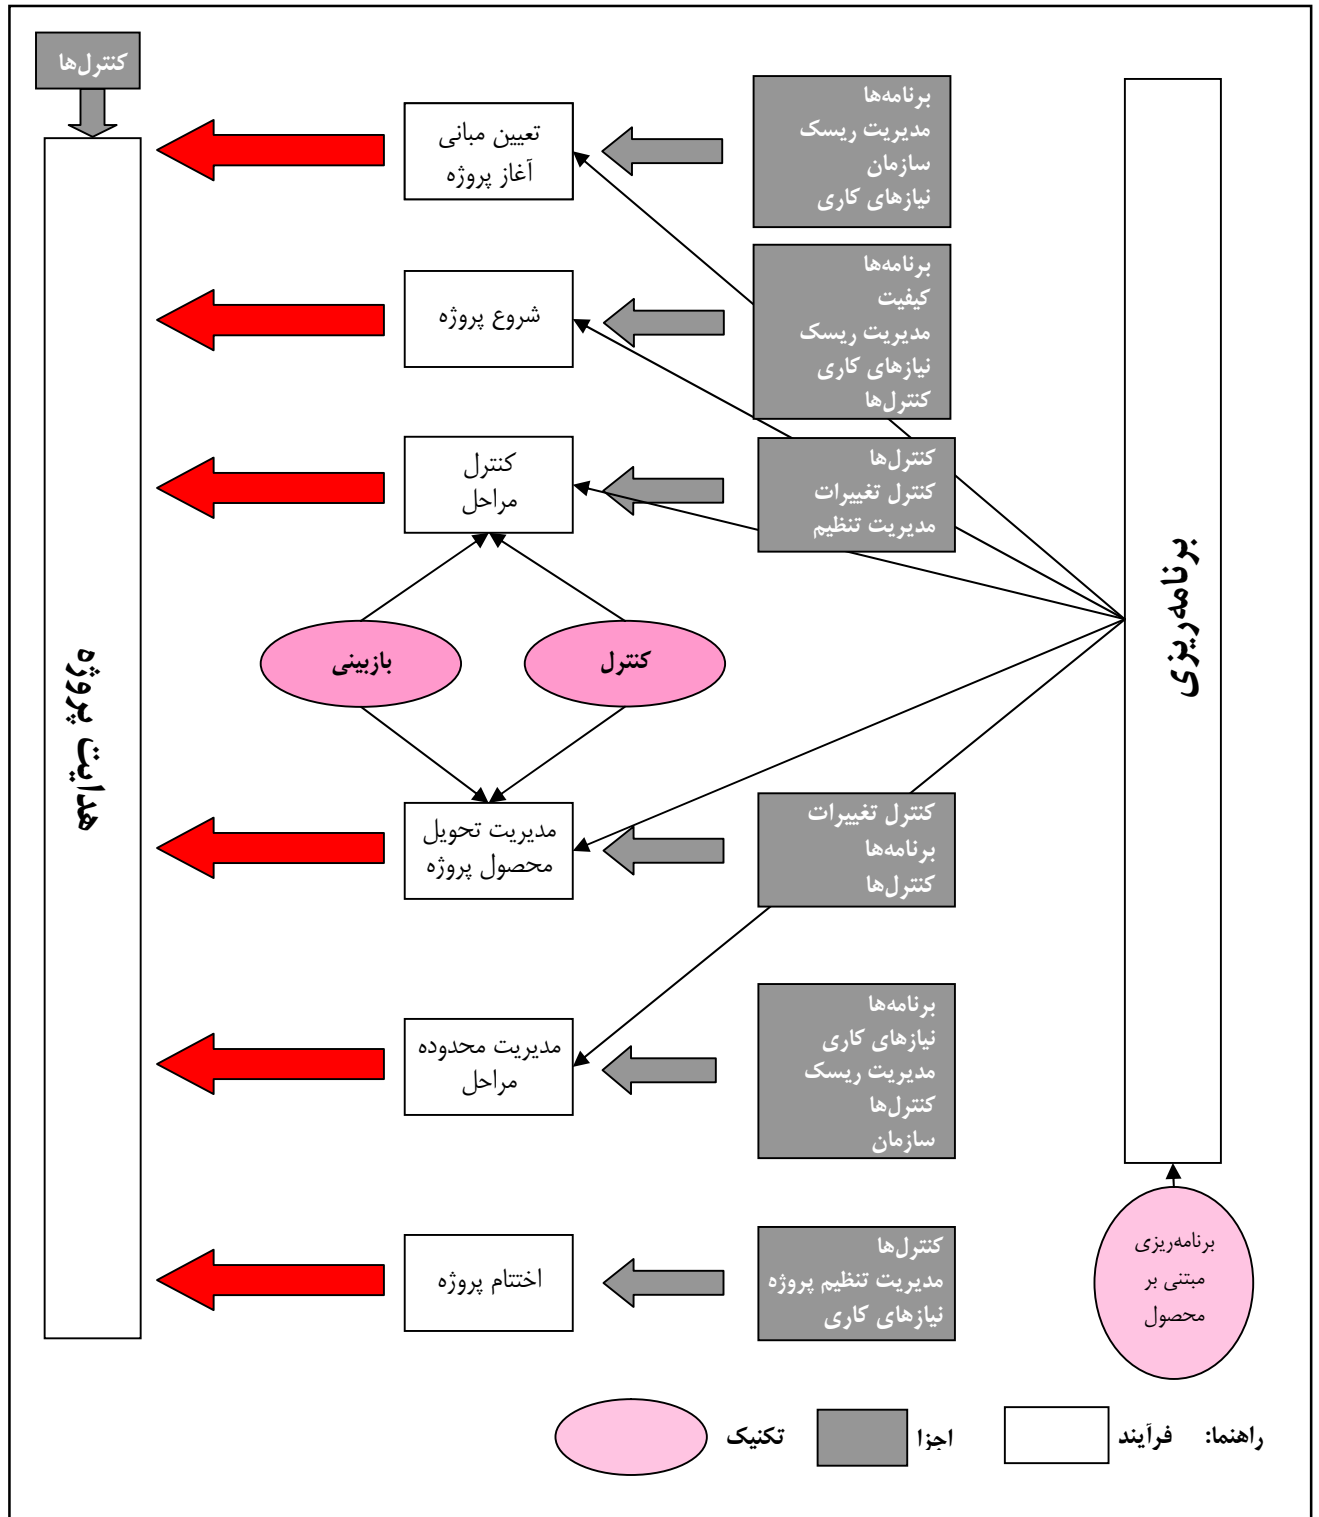 کنترل‌ها
برنامه‌ها
مدیریت ریسک
سازمان
نیازهای کاری
تعیین مبانی
آغاز پروژه
برنامه‌ها
کیفیت
مدیریت ریسک
نیازهای کاری
کنترل‌ها
شروع پروژه
کنترل‌ها
کنترل تغییرات
مدیریت تنظیم
کنترل
مراحل
برنامه‌ریزی
کنترل
بازبینی
هدایت پروژه
کنترل تغییرات
برنامه‌ها
کنترل‌ها
مدیریت تحویل
محصول پروژه
برنامه‌ها
نیازهای کاری
مدیریت ریسک
کنترل‌ها
سازمان
مدیریت محدوده
مراحل
کنترل‌ها
مدیریت تنظیم پروژه
نیازهای کاری
اختتام پروژه
برنامه‌ریزی
مبتنی بر
محصول
راهنما: فرآیند اجزا تکنیک